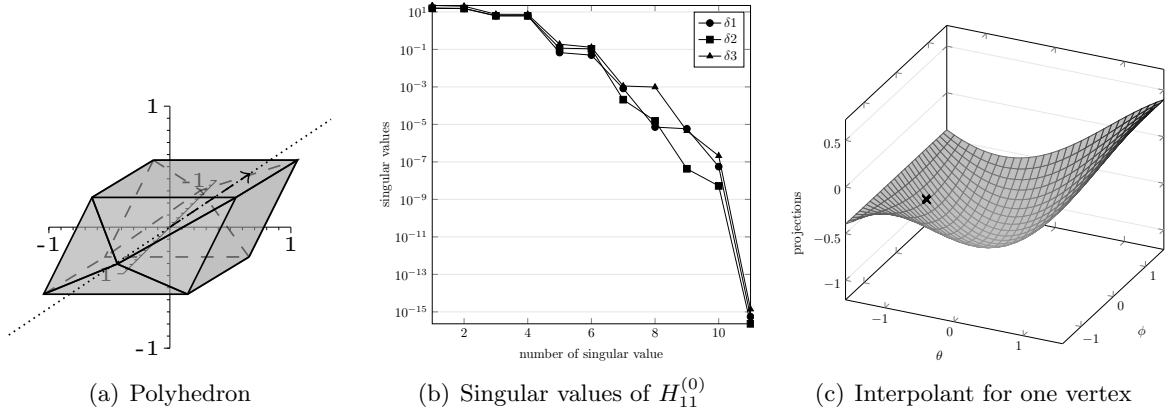 1
-1
-1
1
1
-1
10^1
10^{-1}
10^{-3}
10^{-5}
10^{-7}
10^{-9}
10^{-11}
10^{-13}
10^{-15}
singular values
2
4
6
8
10
number of singular value
δ1
δ2
δ3
0.5
0
−0.5
−1
projections
−1
0
1
θ
−1
0
1
ϕ
(a) Polyhedron
(b) Singular values of H_{11}^{(0)}
(c) Interpolant for one vertex